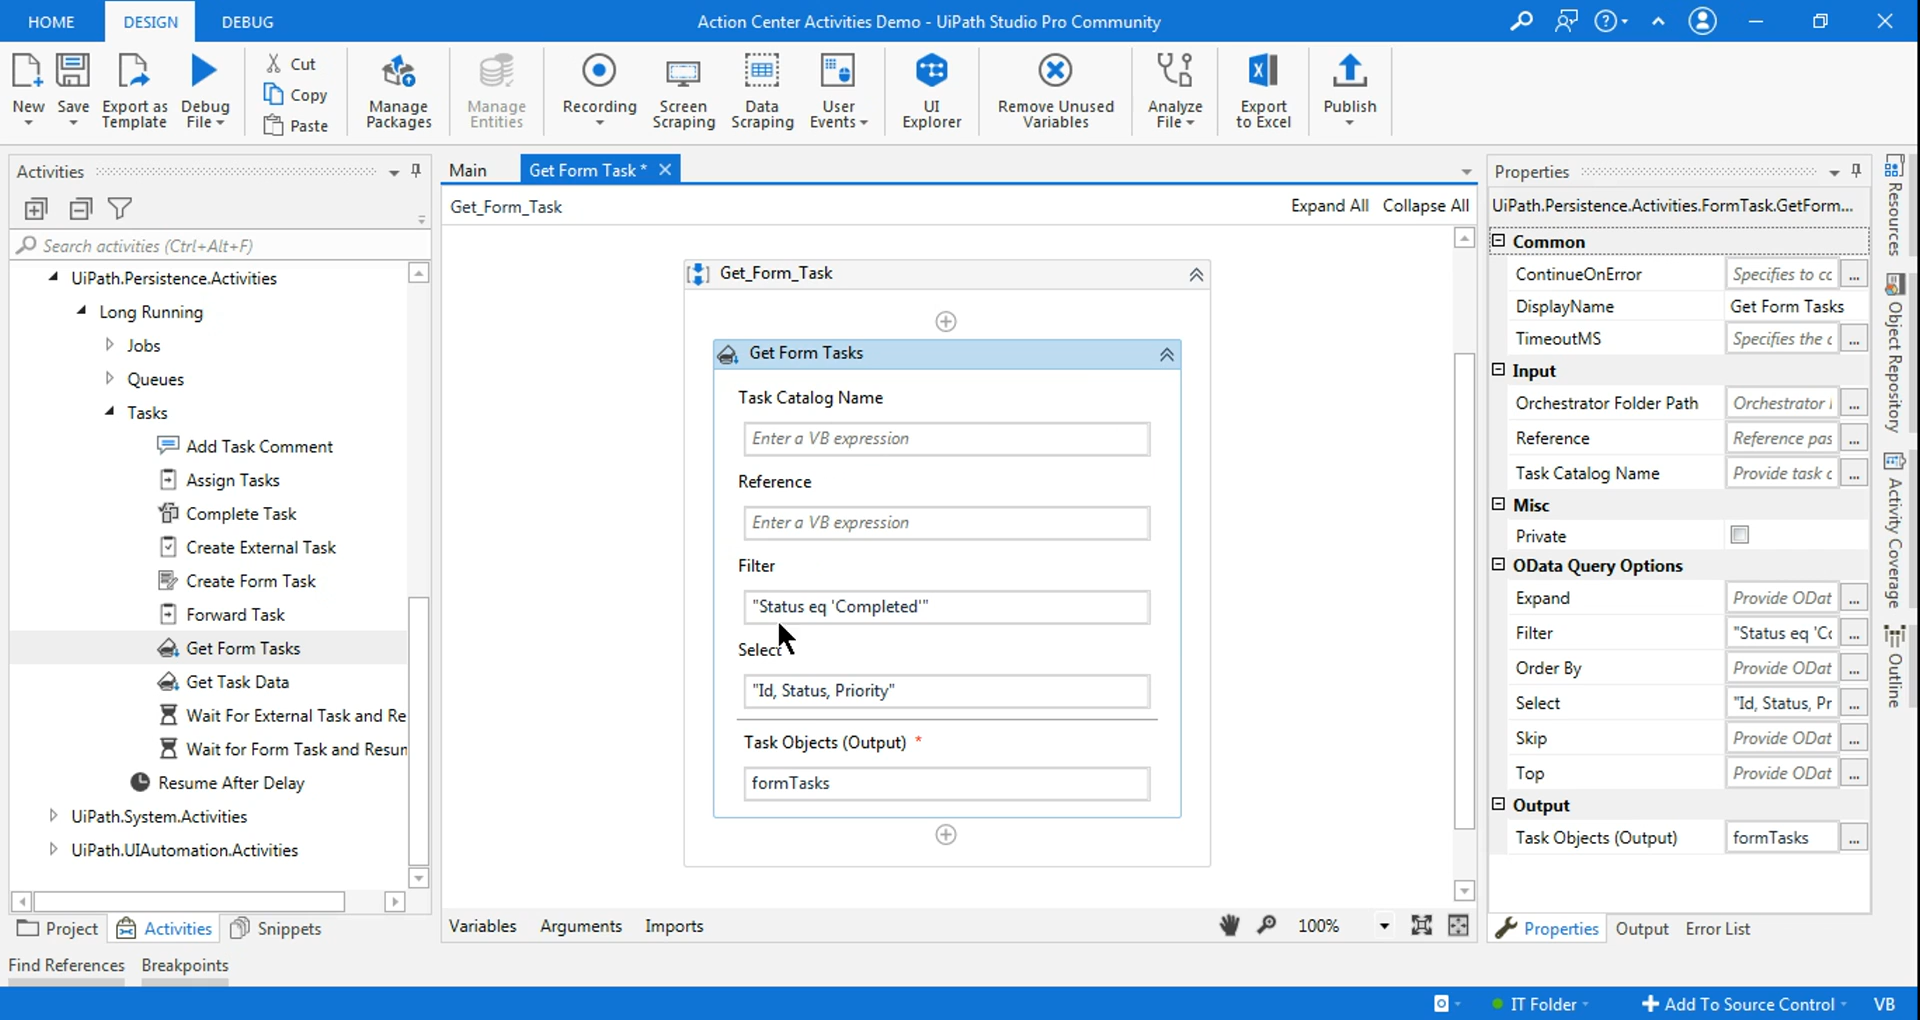 HOME DESIGN DEBUG Action Center Activities Demo - UiPath Studio Pro Community
New Save Export as Template Debug File Cut Copy Paste Manage Packages Manage Entities Recording Screen Scraping Data Scraping User Events UI Explorer Remove Unused Variables Analyze File Export to Excel Publish
Activities
Search activities (Ctrl+Alt+F)
UiPath.Persistence.Activities
Long Running
Jobs
Queues
Tasks
Add Task Comment
Assign Tasks
Complete Task
Create External Task
Create Form Task
Forward Task
Get Form Tasks
Get Task Data
Wait For External Task and Re
Wait for Form Task and Resun
Resume After Delay
UiPath.System.Activities
UiPath.UIAutomation.Activities
Project Activities Snippets
Find References Breakpoints
Main Get Form Task *
Get_Form_Task Expand All Collapse All
Get_Form_Task
Get Form Tasks
Task Catalog Name
Enter a VB expression
Reference
Enter a VB expression
Filter
"Status eq 'Completed'"
Select
"Id, Status, Priority"
Task Objects (Output) *
formTasks
Variables Arguments Imports 100%
Properties
UiPath.Persistence.Activities.FormTask.GetForm...
Common
ContinueOnError Specifies to cc ...
DisplayName Get Form Tasks
TimeoutMS Specifies the c ...
Input
Orchestrator Folder Path Orchestrator I ...
Reference Reference pas ...
Task Catalog Name Provide task c ...
Misc
Private
OData Query Options
Expand Provide ODat ...
Filter "Status eq 'Cc ...
Order By Provide ODat ...
Select "Id, Status, Pr ...
Skip Provide ODat ...
Top Provide ODat ...
Output
Task Objects (Output) formTasks ...
Properties Output Error List
Resources
Object Repository
Activity Coverage
Outline
IT Folder Add To Source Control VB